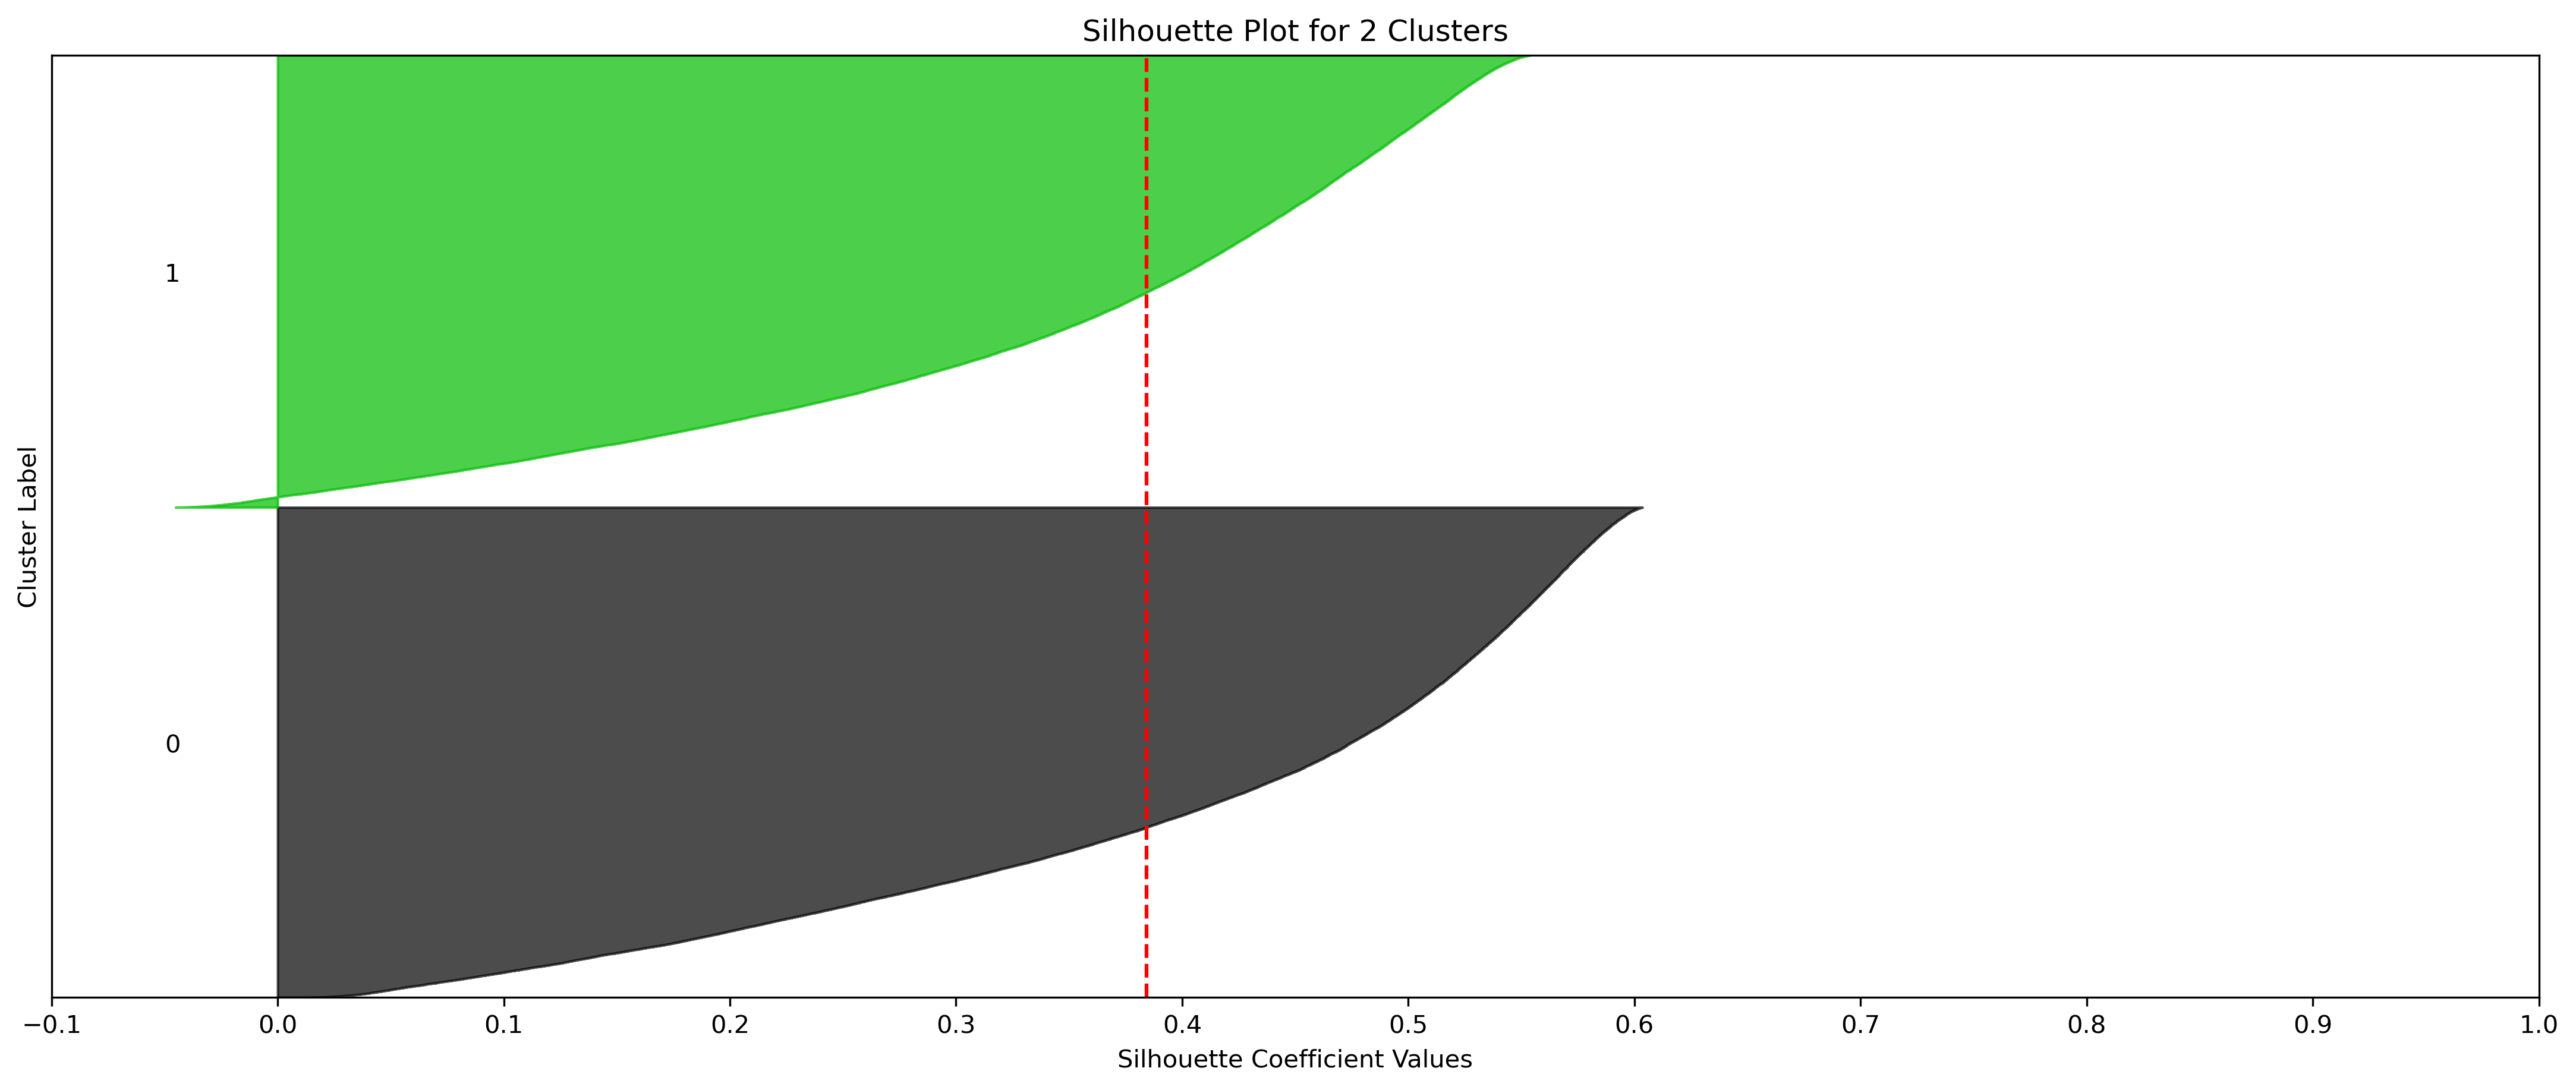 Silhouette Plot for 2 Clusters
Cluster Label
1
0
−0.1 0.0 0.1 0.2 0.3 0.4 0.5 0.6 0.7 0.8 0.9 1.0
Silhouette Coefficient Values